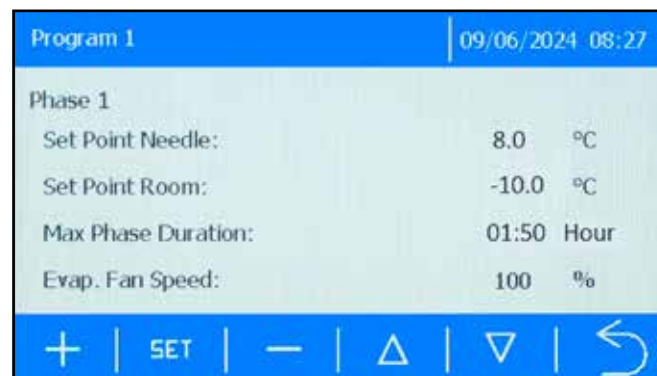 Program 1 09/06/2024 08:27
Phase 1
Set Point Needle: 8.0 °C
Set Point Room: -10.0 °C
Max Phase Duration: 01:50 Hour
Evap. Fan Speed: 100 %
SET